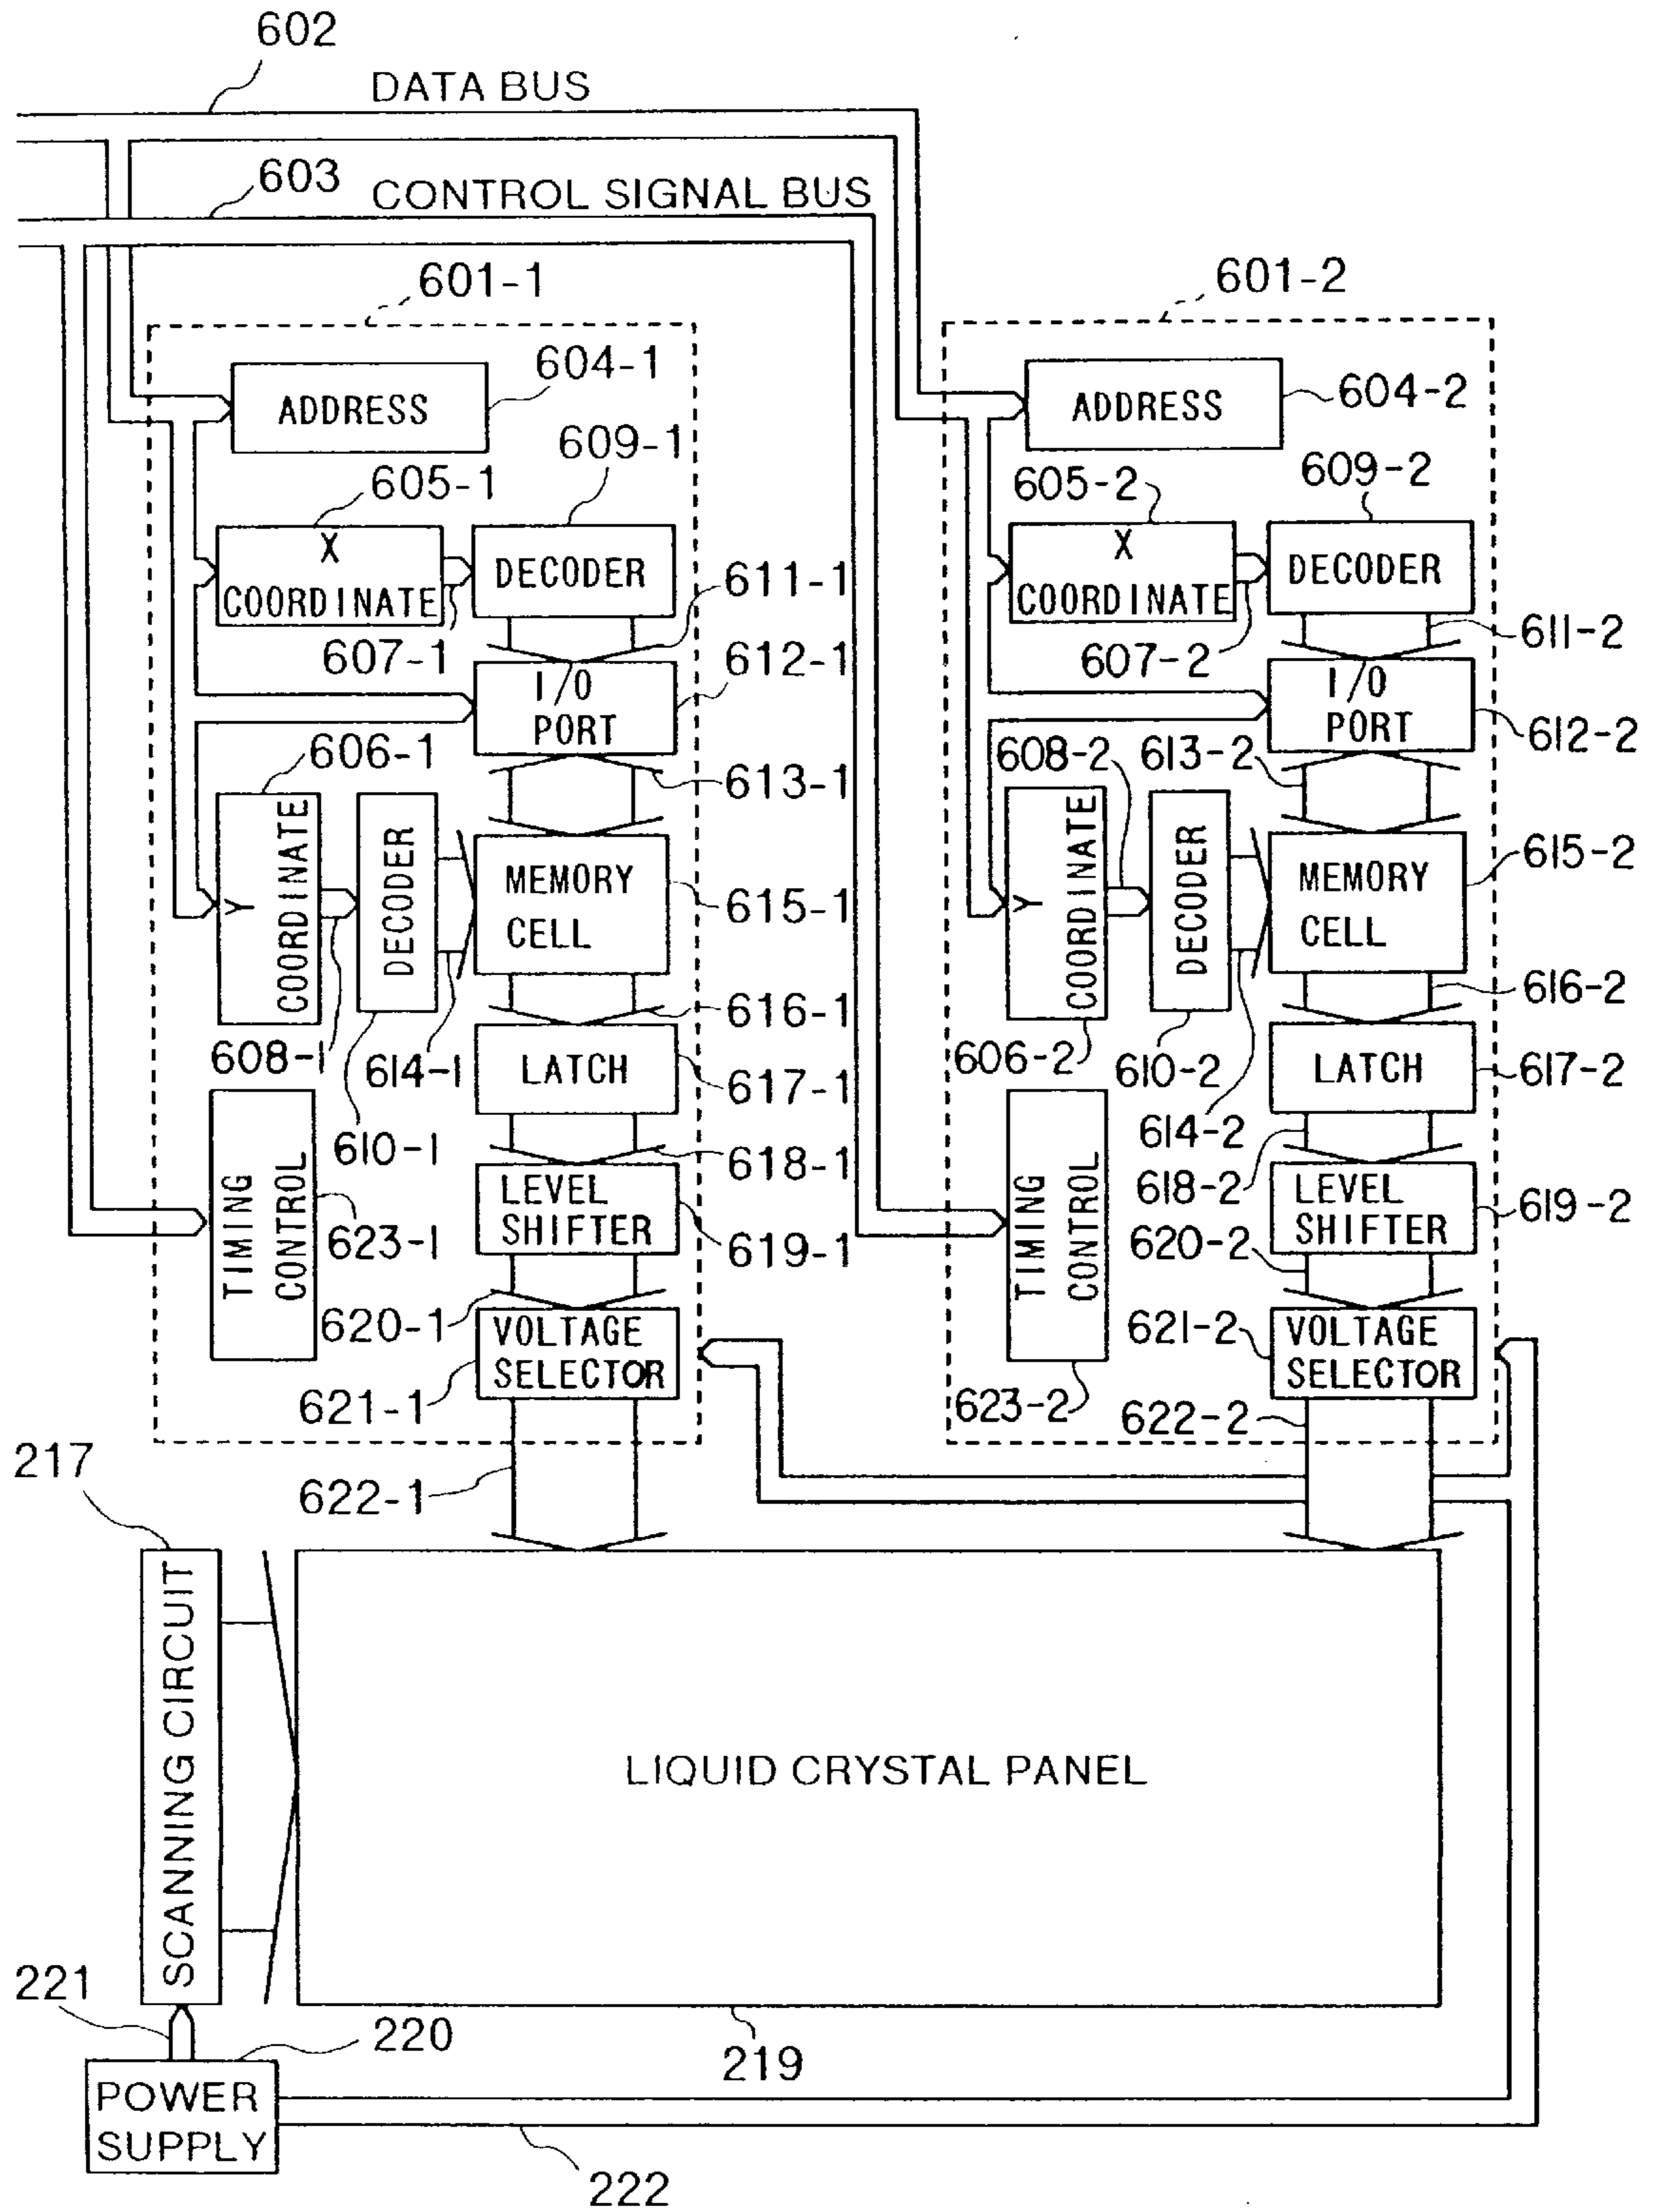 602
DATA BUS
603
CONTROL SIGNAL BUS
601-1
601-2
604-1
ADDRESS
604-2
ADDRESS
609-1
605-1
609-2
605-2
X
COORDINATE
DECODER
X
COORDINATE
DECODER
611-1
611-2
607-1
607-2
612-1
I/O
PORT
I/O
PORT
612-2
606-1
608-2
613-2
613-1
Y
COORDINATE
DECODER
MEMORY
CELL
615-1
Y
COORDINATE
DECODER
MEMORY
CELL
615-2
616-1
616-2
608-1
614-1
606-2
610-2
LATCH
617-1
LATCH
617-2
610-1
614-2
618-1
618-2
TIMING
CONTROL
623-1
LEVEL
SHIFTER
619-1
TIMING
CONTROL
LEVEL
SHIFTER
619-2
620-2
620-1
VOLTAGE
SELECTOR
621-2
VOLTAGE
SELECTOR
621-1
623-2
622-2
217
622-1
SCANNING CIRCUIT
LIQUID CRYSTAL PANEL
221
220
219
POWER
SUPPLY
222